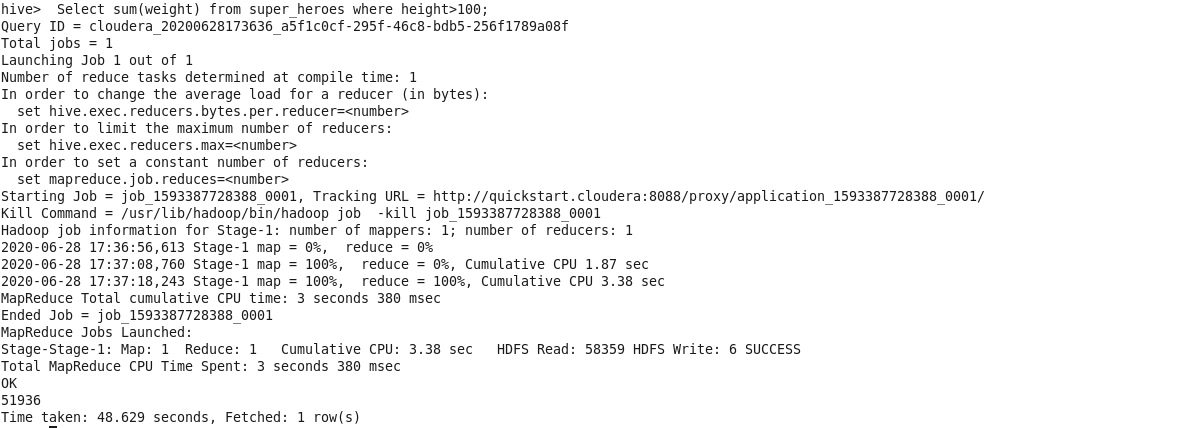 hive>  Select sum(weight) from super_heroes where height>100;
Query ID = cloudera_20200628173636_a5f1c0cf-295f-46c8-bdb5-256f1789a08f
Total jobs = 1
Launching Job 1 out of 1
Number of reduce tasks determined at compile time: 1
In order to change the average load for a reducer (in bytes):
  set hive.exec.reducers.bytes.per.reducer=<number>
In order to limit the maximum number of reducers:
  set hive.exec.reducers.max=<number>
In order to set a constant number of reducers:
  set mapreduce.job.reduces=<number>
Starting Job = job_1593387728388_0001, Tracking URL = http://quickstart.cloudera:8088/proxy/application_1593387728388_0001/
Kill Command = /usr/lib/hadoop/bin/hadoop job  -kill job_1593387728388_0001
Hadoop job information for Stage-1: number of mappers: 1; number of reducers: 1
2020-06-28 17:36:56,613 Stage-1 map = 0%,  reduce = 0%
2020-06-28 17:37:08,760 Stage-1 map = 100%,  reduce = 0%, Cumulative CPU 1.87 sec
2020-06-28 17:37:18,243 Stage-1 map = 100%,  reduce = 100%, Cumulative CPU 3.38 sec
MapReduce Total cumulative CPU time: 3 seconds 380 msec
Ended Job = job_1593387728388_0001
MapReduce Jobs Launched:
Stage-Stage-1: Map: 1  Reduce: 1   Cumulative CPU: 3.38 sec   HDFS Read: 58359 HDFS Write: 6 SUCCESS
Total MapReduce CPU Time Spent: 3 seconds 380 msec
OK
51936
Time taken: 48.629 seconds, Fetched: 1 row(s)